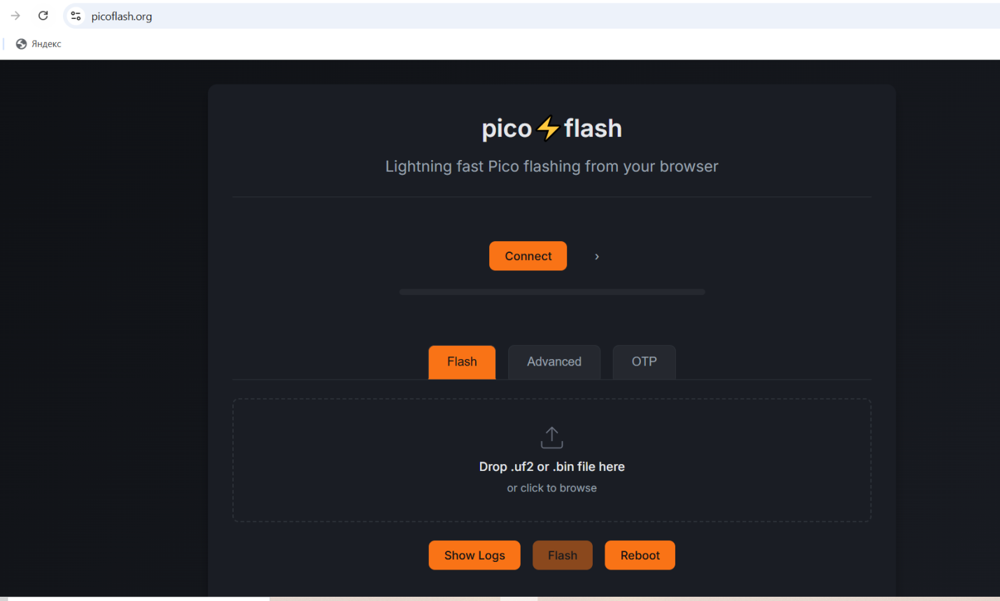 picoflash.org
Яндекс
pico⚡flash
Lightning fast Pico flashing from your browser
Connect ›
Flash Advanced OTP
Drop .uf2 or .bin file here
or click to browse
Show Logs Flash Reboot